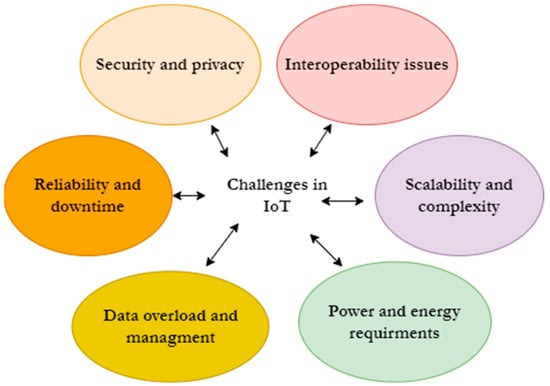 Security and privacy
Interoperability issues
Reliability and
downtime
Challenges in
IoT
Scalability and
complexity
Data overload and
managment
Power and energy
requirments